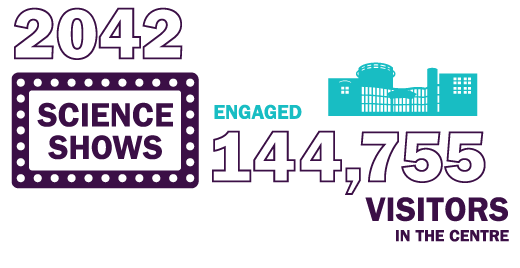 2042
SCIENCE
SHOWS
ENGAGED
144,755
VISITORS
IN THE CENTRE